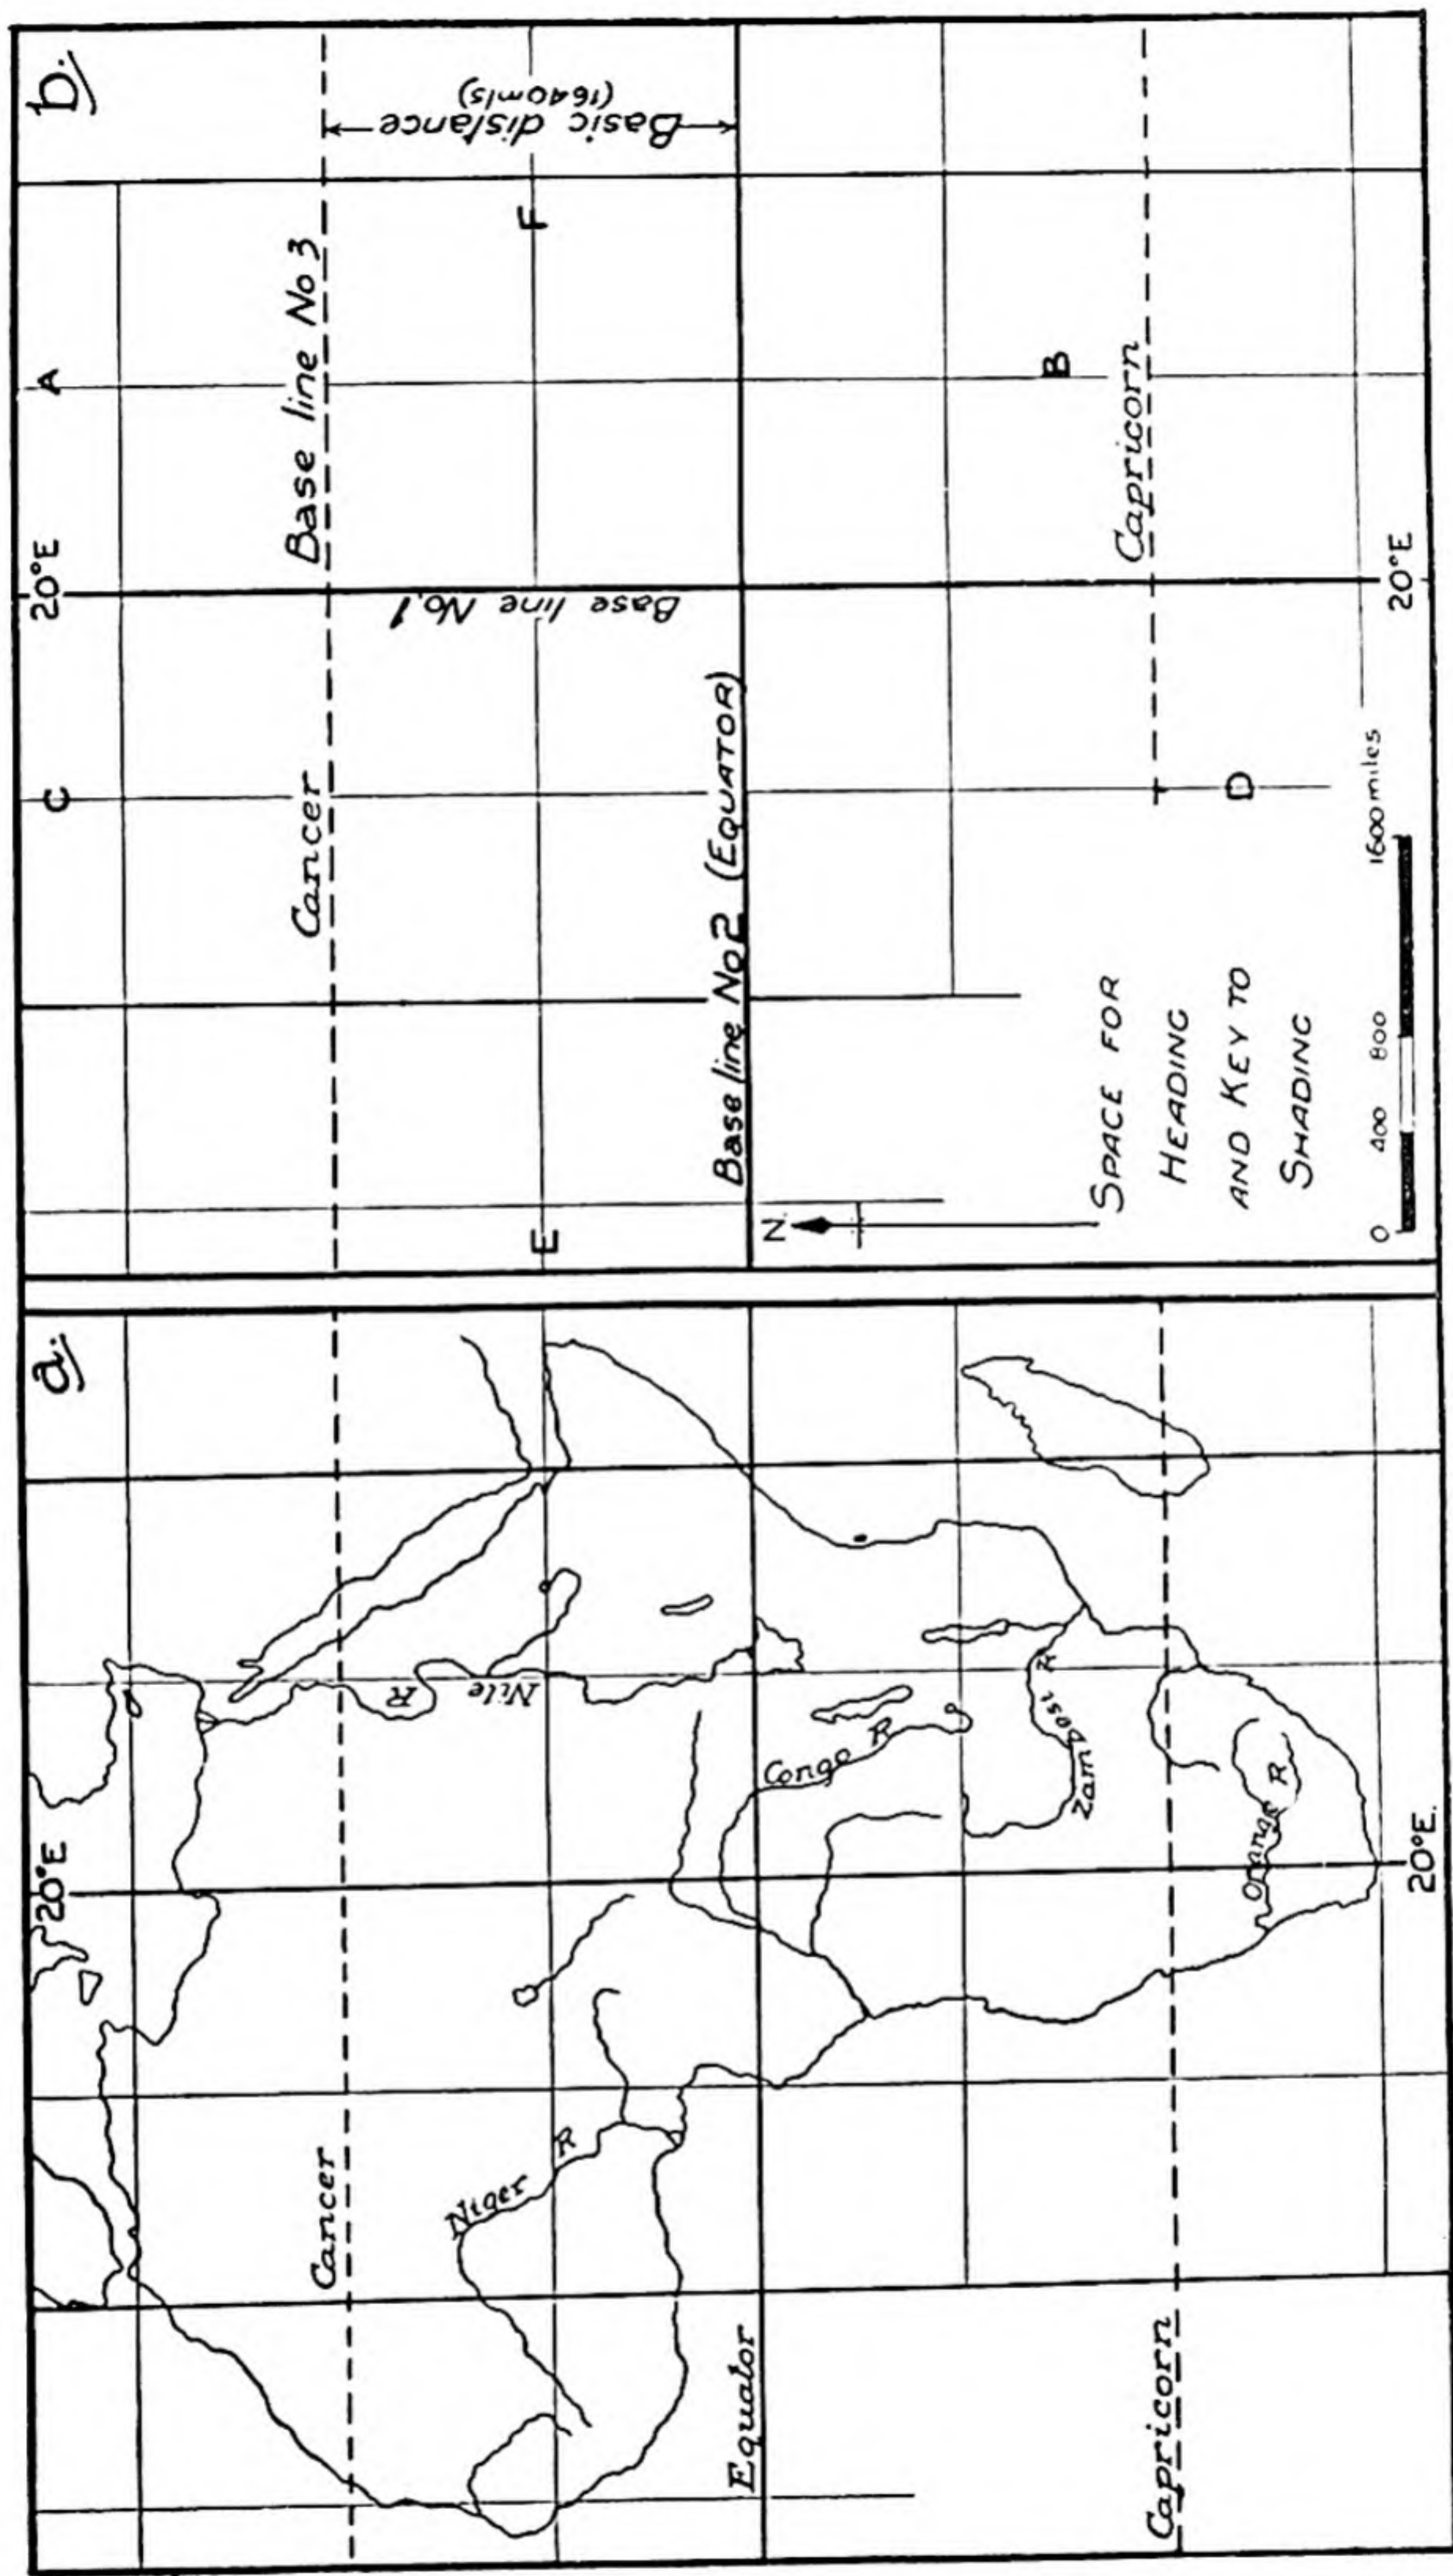 a.
20°E
Cancer
Niger
R
Nile
R
Equator
Congo R
Zambesi R
Capricorn
Orange R
20°E.
b.
C
20°E
A
Cancer
Base line No 3
Base line No.1
Basic distance
(1640mls)
E
F
Base line No2 (EQUATOR)
N
B
Capricorn
D
SPACE FOR
HEADING
AND KEY TO
SHADING
0 400 800 1600 miles
20°E